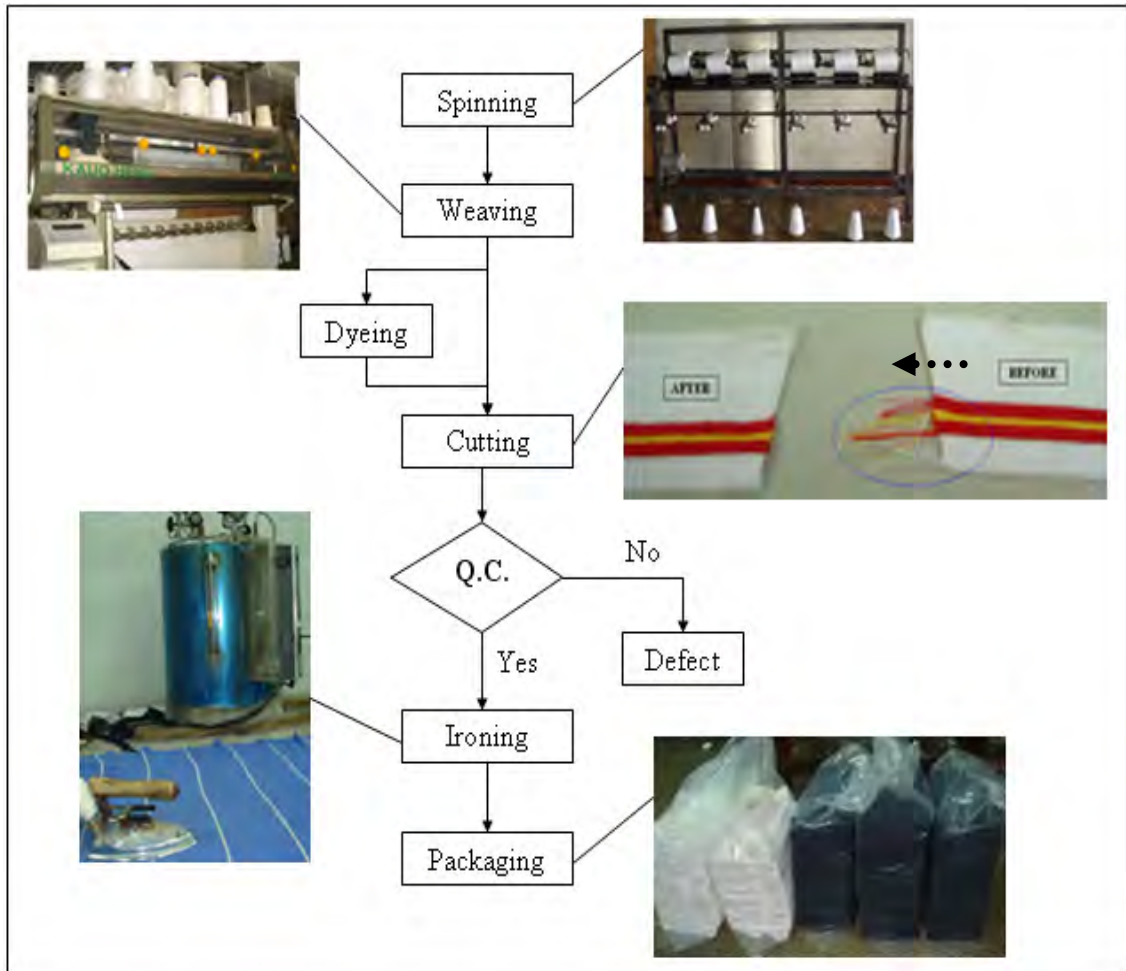 Spinning
Weaving
Dyeing
AFTER
BEFORE
Cutting
Q.C.
No
Yes
Defect
Ironing
Packaging